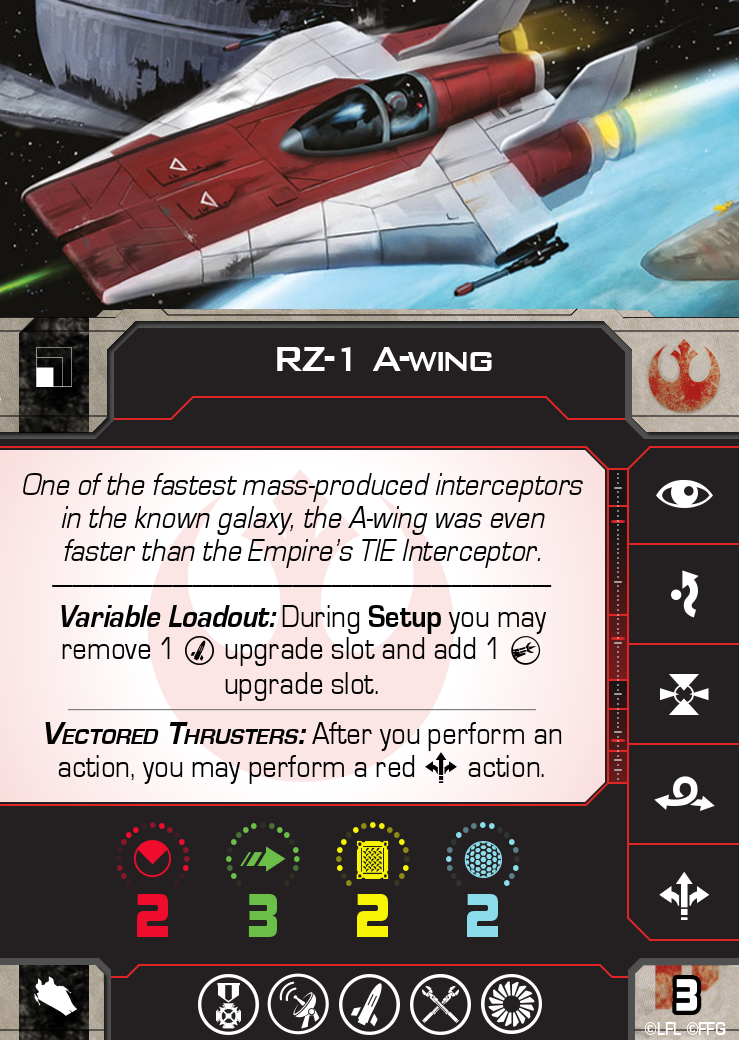 RZ-1 A-WING
One of the fastest mass-produced interceptors
in the known galaxy, the A-wing was even
faster than the Empire's TIE Interceptor.
Variable Loadout: During Setup you may
remove 1 upgrade slot and add 1
upgrade slot.
VECTORED THRUSTERS: After you perform an
action, you may perform a red action.
2 3 2 2
3
©LFL ©FFG